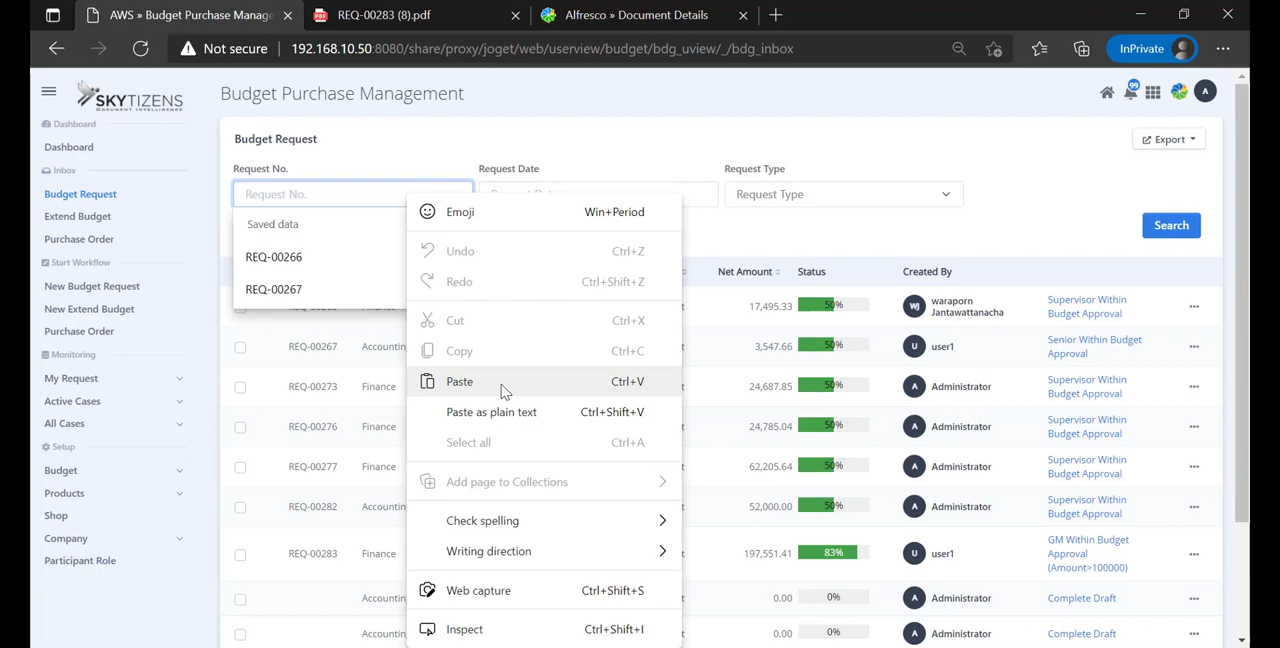 AWS » Budget Purchase Manage
REQ-00283 (8).pdf
Alfresco » Document Details
Not secure
192.168.10.50:8080/share/proxy/joget/web/userview/budget/bdg_uview/_/bdg_inbox
InPrivate
SKYTIZENS
DOCUMENT INTELLIGENCE
Budget Purchase Management
99
A
Dashboard
Dashboard
Inbox
Budget Request
Extend Budget
Purchase Order
Start Workflow
New Budget Request
New Extend Budget
Purchase Order
Monitoring
My Request
Active Cases
All Cases
Setup
Budget
Products
Shop
Company
Participant Role
Budget Request
Export
Request No.
Request Date
Request Type
Request No.
Request Type
Search
Saved data
REQ-00266
REQ-00267
Emoji Win+Period
Undo Ctrl+Z
Redo Ctrl+Shift+Z
Cut Ctrl+X
Copy Ctrl+C
Paste Ctrl+V
Paste as plain text Ctrl+Shift+V
Select all Ctrl+A
Add page to Collections
Check spelling
Writing direction
Web capture Ctrl+Shift+S
Inspect Ctrl+Shift+I
Net Amount Status Created By
17,495.33 50% WJ waraporn
Jantawattanacha
Supervisor Within
Budget Approval
REQ-00267 Accountin 3,547.66 50% U user1
Senior Within Budget
Approval
REQ-00273 Finance 24,687.85 50% A Administrator
Supervisor Within
Budget Approval
REQ-00276 Finance 24,785.04 50% A Administrator
Supervisor Within
Budget Approval
REQ-00277 Finance 62,205.64 50% A Administrator
Supervisor Within
Budget Approval
REQ-00282 Accountin 52,000.00 50% A Administrator
Supervisor Within
Budget Approval
REQ-00283 Finance 197,551.41 83% U user1
GM Within Budget
Approval
(Amount>100000)
Accountin 0.00 0% A Administrator Complete Draft
Accountin 0.00 0% A Administrator Complete Draft